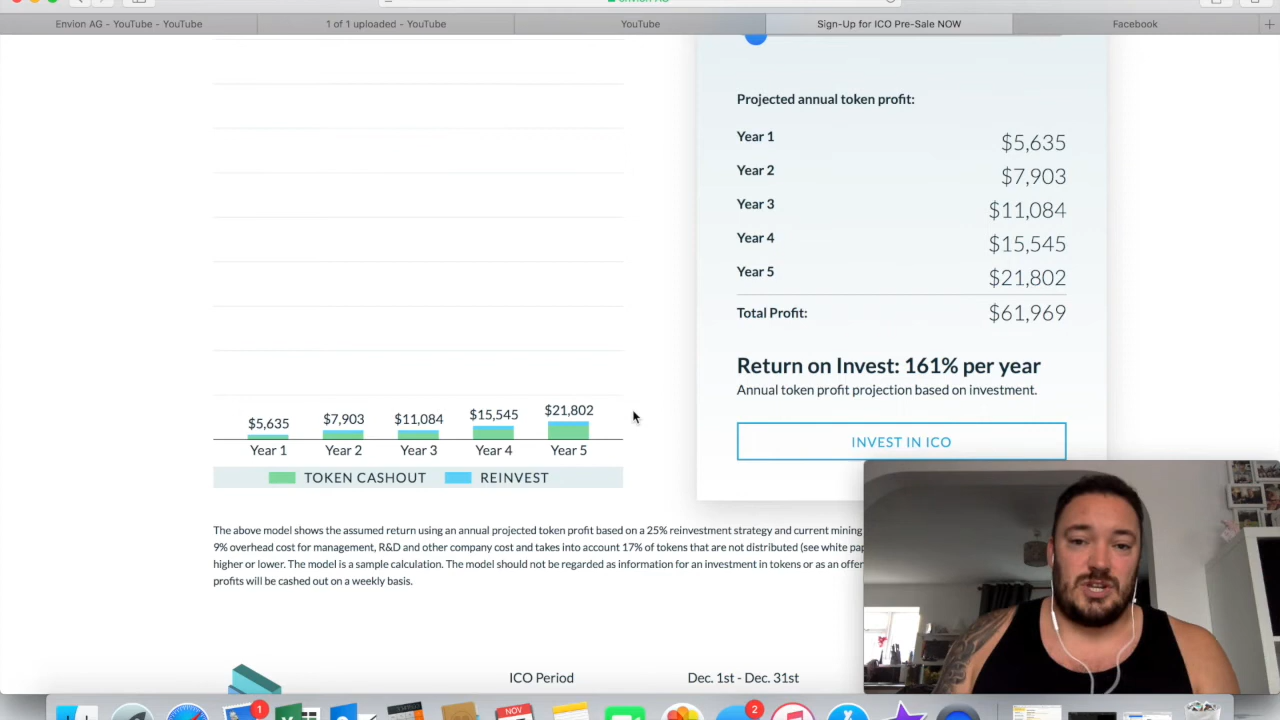 Envion AG - YouTube - YouTube
1 of 1 uploaded - YouTube
YouTube
Sign-Up for ICO Pre-Sale NOW
Facebook
Projected annual token profit:
Year 1 $5,635
Year 2 $7,903
Year 3 $11,084
Year 4 $15,545
Year 5 $21,802
Total Profit: $61,969
Return on Invest: 161% per year
Annual token profit projection based on investment.
INVEST IN ICO
$5,635 $7,903 $11,084 $15,545 $21,802
Year 1 Year 2 Year 3 Year 4 Year 5
TOKEN CASHOUT REINVEST
The above model shows the assumed return using an annual projected token profit based on a 25% reinvestment strategy and current mining
9% overhead cost for management, R&D and other company cost and takes into account 17% of tokens that are not distributed (see white
higher or lower. The model is a sample calculation. The model should not be regarded as information for an investment in tokens or as an
profits will be cashed out on a weekly basis.
ICO Period Dec. 1st - Dec. 31st
1
NOV
2